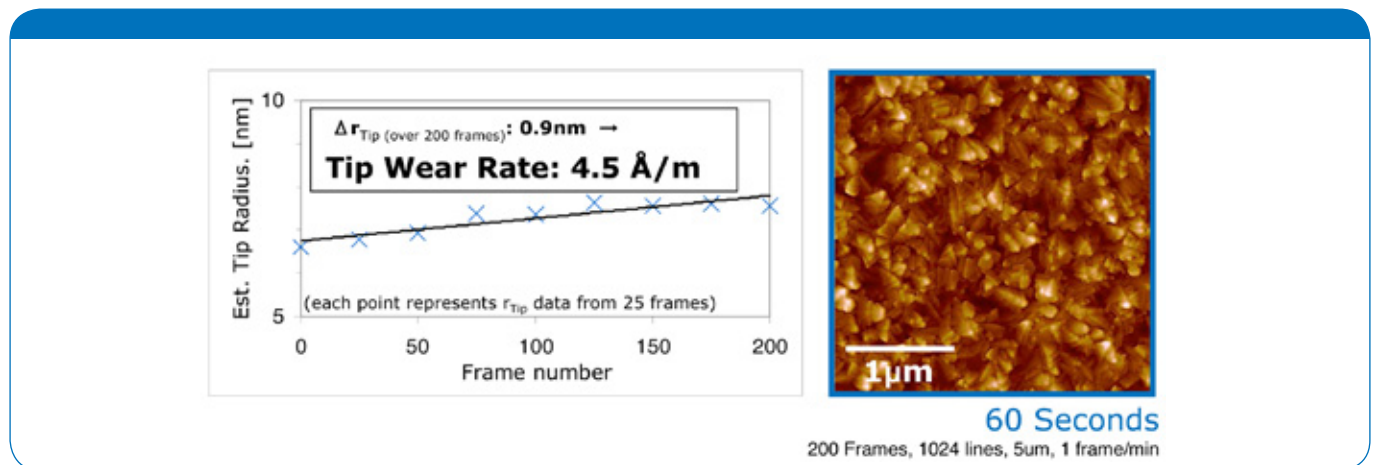 10
Est. Tip Radius. [nm]
Δ rTip (over 200 frames): 0.9nm →
Tip Wear Rate: 4.5 Å/m
(each point represents rTip data from 25 frames)
5
0 50 100 150 200
Frame number
1µm
60 Seconds
200 Frames, 1024 lines, 5um, 1 frame/min